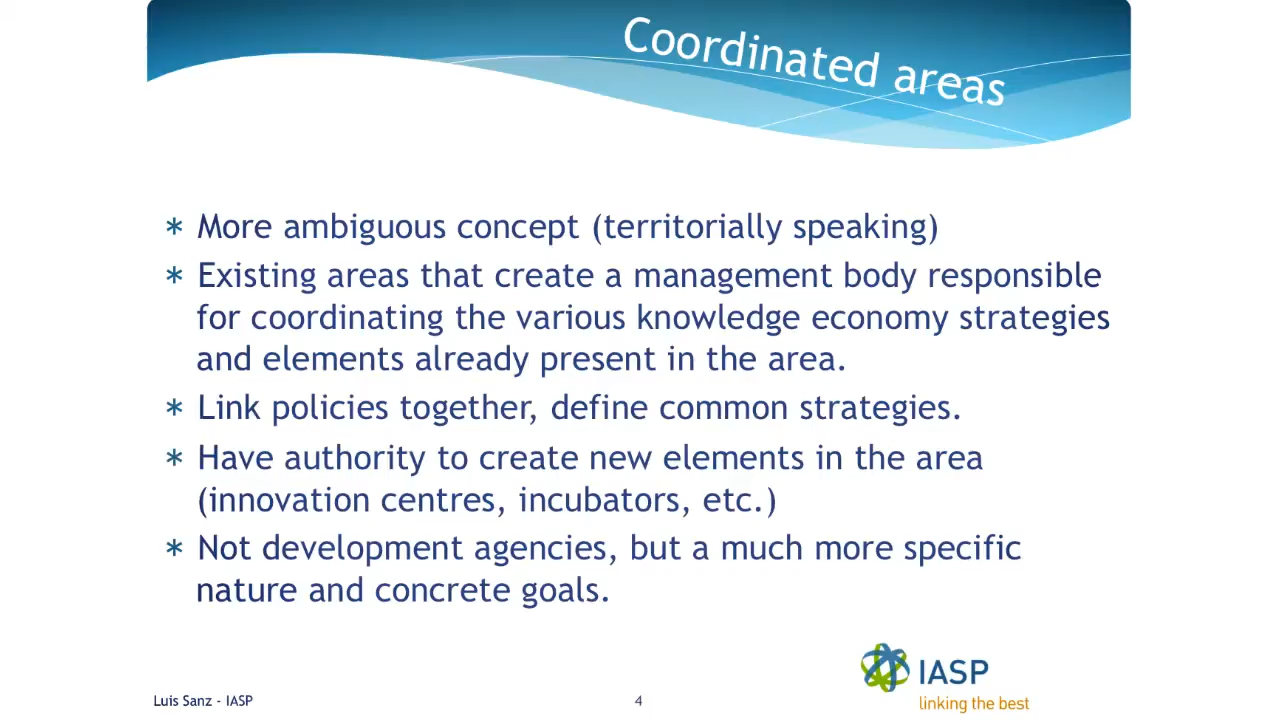 Coordinated areas
* More ambiguous concept (territorially speaking)
* Existing areas that create a management body responsible
for coordinating the various knowledge economy strategies
and elements already present in the area.
* Link policies together, define common strategies.
* Have authority to create new elements in the area
(innovation centres, incubators, etc.)
* Not development agencies, but a much more specific
nature and concrete goals.
IASP
linking the best
Luis Sanz - IASP
4